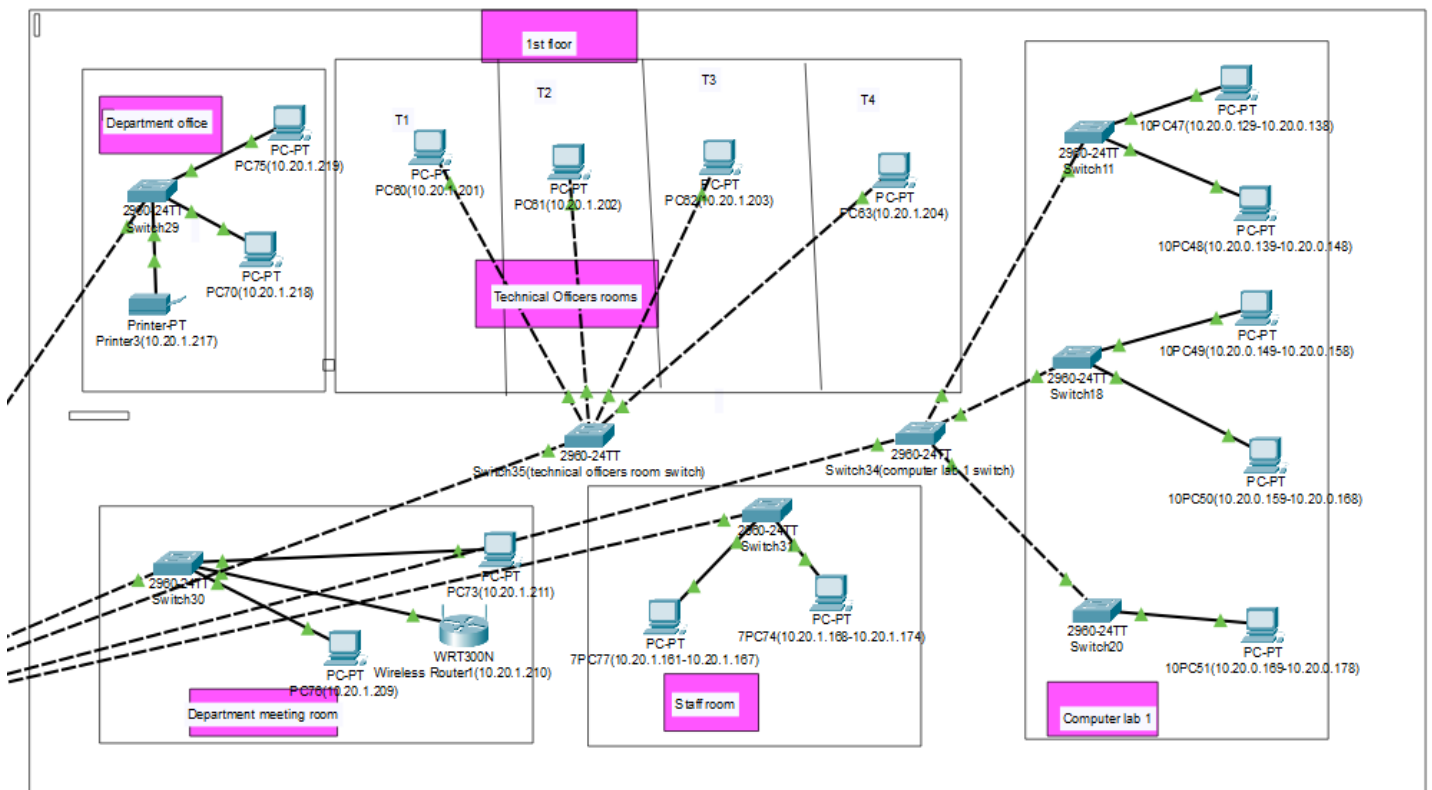 1st floor
Department office
PC-PT
PC75(10.20.1.219)
2960-24TT
Switch29
PC-PT
PC70(10.20.1.218)
Printer-PT
Printer3(10.20.1.217)
T1
PC-PT
PC60(10.20.1.201)
T2
PC-PT
PC61(10.20.1.202)
T3
PC-PT
PC62(10.20.1.203)
T4
PC-PT
PC63(10.20.1.204)
Technical Officers rooms
2960-24TT
Switch35(technical officers room switch)
2960-24TT
Switch34(computer lab 1 switch)
PC-PT
10PC47(10.20.0.129-10.20.0.138)
2960-24TT
Switch11
PC-PT
10PC48(10.20.0.139-10.20.0.148)
PC-PT
10PC49(10.20.0.149-10.20.0.158)
2960-24TT
Switch18
PC-PT
10PC50(10.20.0.159-10.20.0.168)
2960-24TT
Switch20
PC-PT
10PC51(10.20.0.169-10.20.0.178)
Computer lab 1
2960-24TT
Switch30
PC-PT
PC73(10.20.1.211)
WRT300N
Wireless Router1(10.20.1.210)
PC-PT
PC76(10.20.1.209)
Department meeting room
2960-24TT
Switch31
PC-PT
7PC74(10.20.1.168-10.20.1.174)
PC-PT
7PC77(10.20.1.161-10.20.1.167)
Staff room